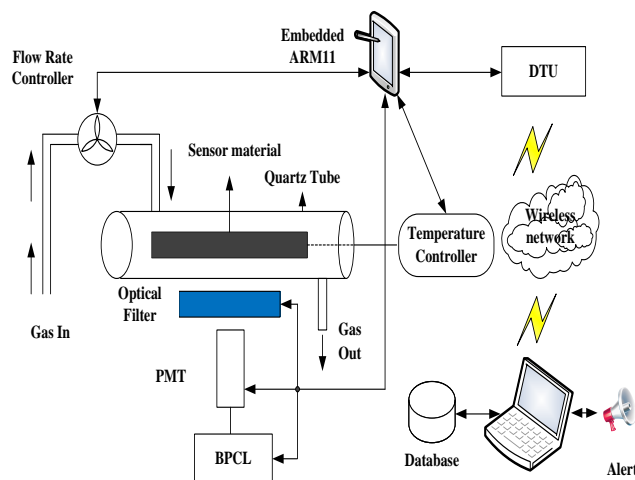 Embedded
ARM11
Flow Rate
Controller
DTU
Sensor material
Quartz Tube
Wireless
network
Temperature
Controller
Optical
Filter
Gas In
Gas
Out
PMT
BPCL
Database
Alert